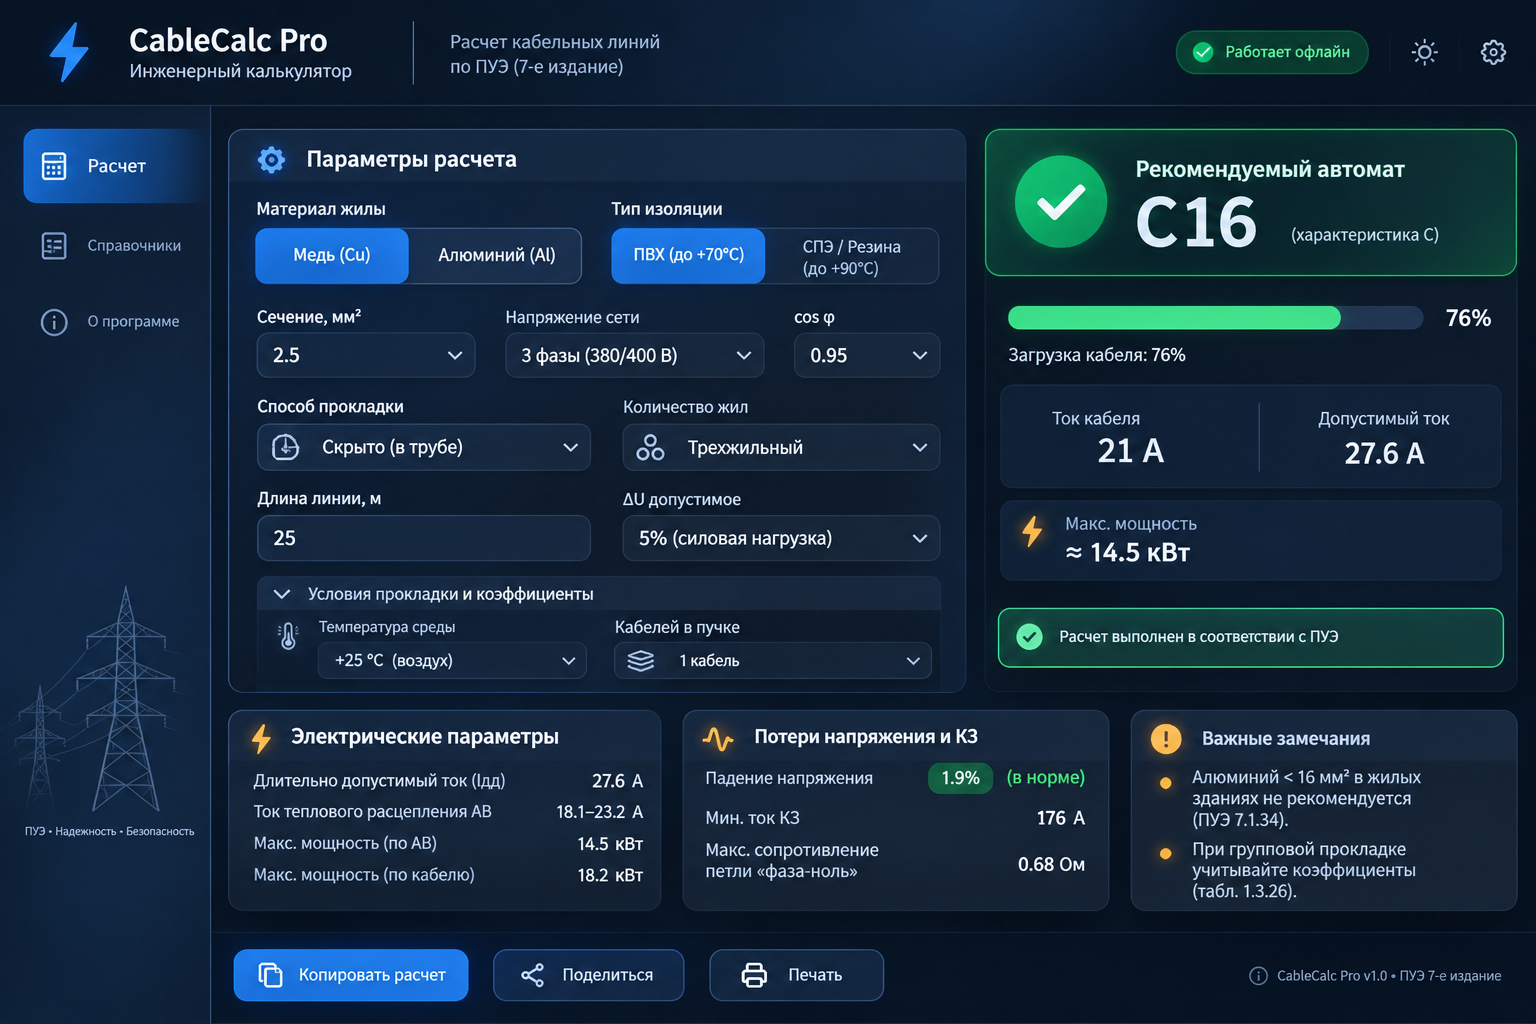 CableCalc Pro
Инженерный калькулятор
Расчет кабельных линий
по ПУЭ (7-е издание)
Работает офлайн
Расчет
Справочники
О программе
ПУЭ • Надежность • Безопасность
Параметры расчета
Материал жилы
Тип изоляции
Медь (Cu)
Алюминий (Al)
ПВХ (до +70°C)
СПЭ / Резина
(до +90°C)
Сечение, мм²
Напряжение сети
cos φ
2.5
3 фазы (380/400 В)
0.95
Способ прокладки
Количество жил
Скрыто (в трубе)
Трехжильный
Длина линии, м
ΔU допустимое
25
5% (силовая нагрузка)
Условия прокладки и коэффициенты
Температура среды
Кабелей в пучке
+25 °C (воздух)
1 кабель
Рекомендуемый автомат
C16
(характеристика C)
76%
Загрузка кабеля: 76%
Ток кабеля
21 А
Допустимый ток
27.6 А
Макс. мощность
≈ 14.5 кВт
Расчет выполнен в соответствии с ПУЭ
Электрические параметры
Длительно допустимый ток (Iдд) 27.6 А
Ток теплового расцепления АВ 18.1–23.2 А
Макс. мощность (по АВ) 14.5 кВт
Макс. мощность (по кабелю) 18.2 кВт
Потери напряжения и КЗ
Падение напряжения 1.9% (в норме)
Мин. ток КЗ 176 А
Макс. сопротивление
петли «фаза-ноль» 0.68 Ом
Важные замечания
• Алюминий < 16 мм² в жилых
зданиях не рекомендуется
(ПУЭ 7.1.34).
• При групповой прокладке
учитывайте коэффициенты
(табл. 1.3.26).
Копировать расчет
Поделиться
Печать
CableCalc Pro v1.0 • ПУЭ 7-е издание